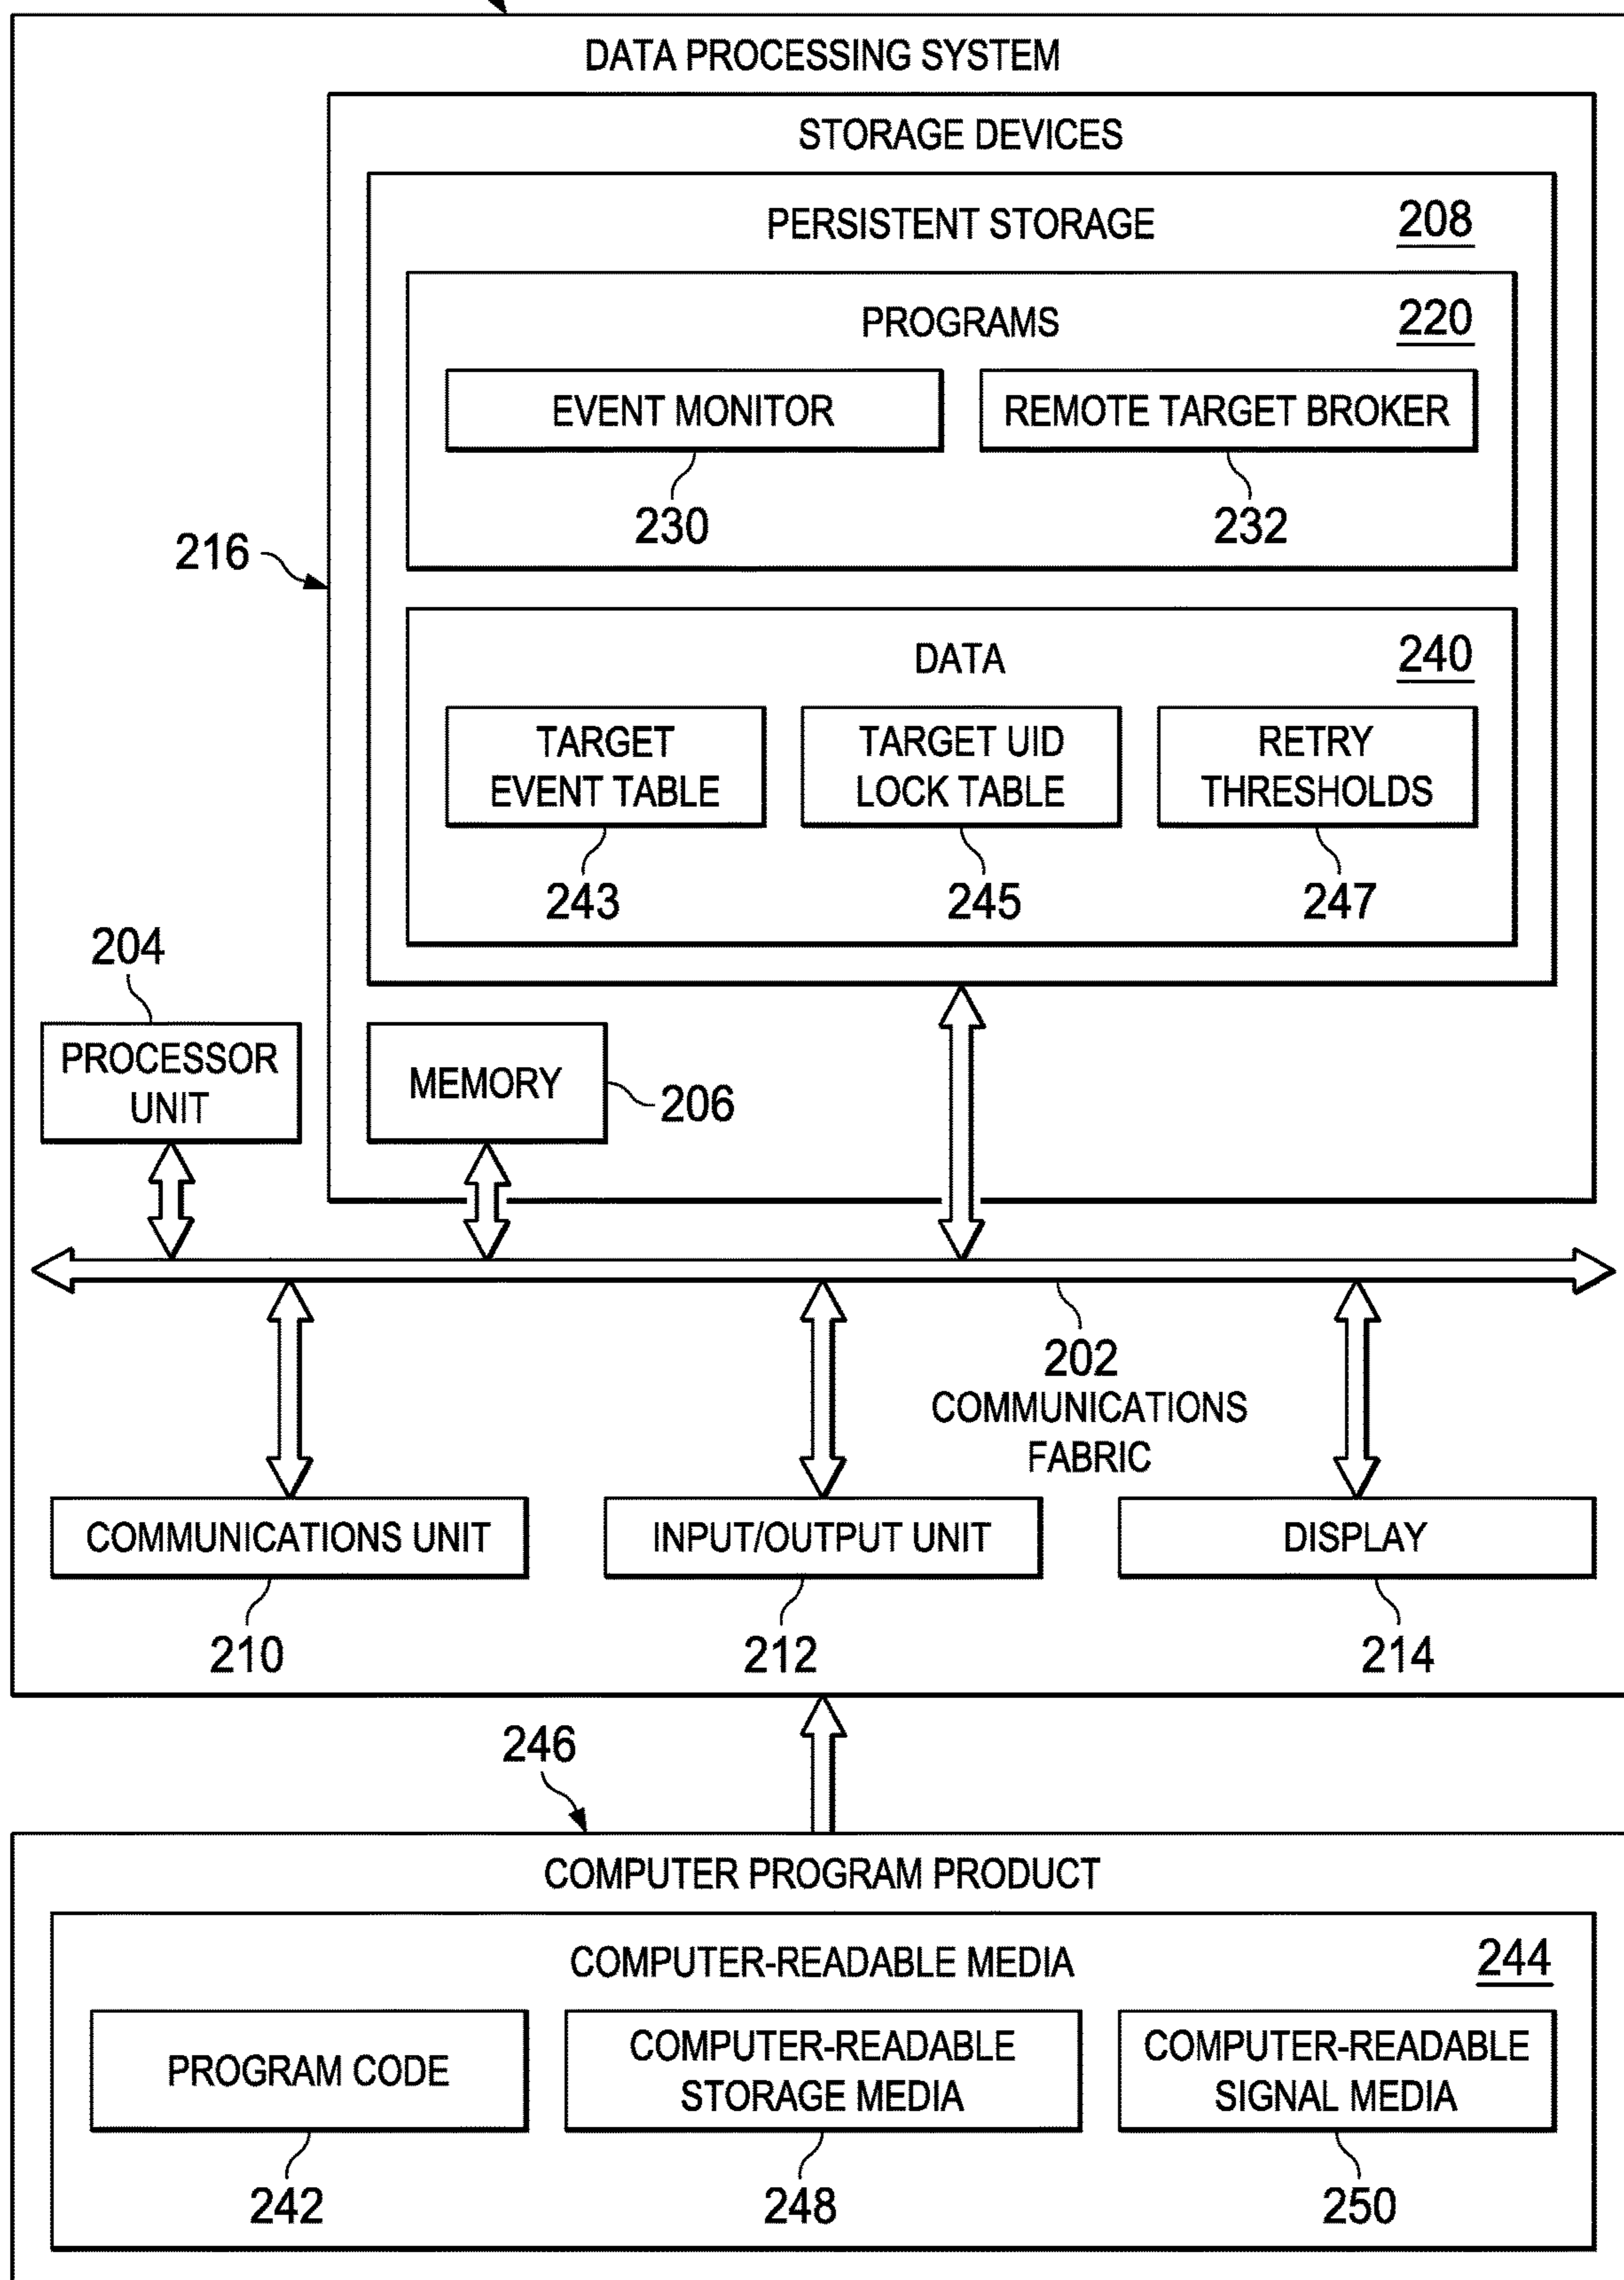 DATA PROCESSING SYSTEM
STORAGE DEVICES
PERSISTENT STORAGE
208
PROGRAMS
220
EVENT MONITOR
REMOTE TARGET BROKER
230
232
216
DATA
240
TARGET
EVENT TABLE
TARGET UID
LOCK TABLE
RETRY
THRESHOLDS
243
245
247
204
PROCESSOR
UNIT
MEMORY
206
202
COMMUNICATIONS
FABRIC
COMMUNICATIONS UNIT
INPUT/OUTPUT UNIT
DISPLAY
210
212
214
246
COMPUTER PROGRAM PRODUCT
COMPUTER-READABLE MEDIA
244
PROGRAM CODE
COMPUTER-READABLE
STORAGE MEDIA
COMPUTER-READABLE
SIGNAL MEDIA
242
248
250